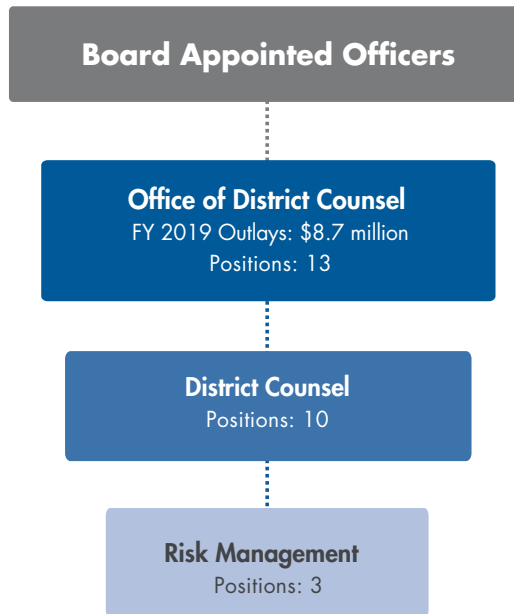 Board Appointed Officers
Office of District Counsel
FY 2019 Outlays: $8.7 million
Positions: 13
District Counsel
Positions: 10
Risk Management
Positions: 3